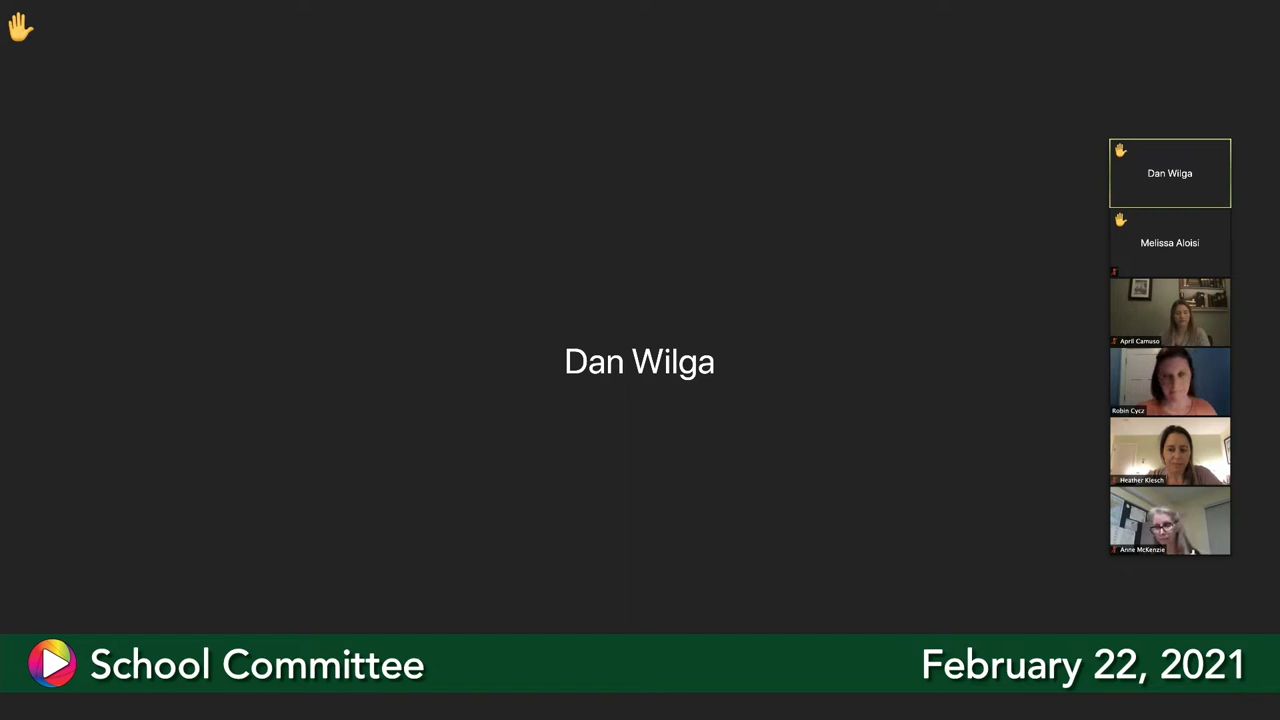 Dan Wilga
Melissa Aloisi
April Camuso
Robin Cycz
Heather Klesch
Anne McKenzie
Dan Wilga
School Committee
February 22, 2021